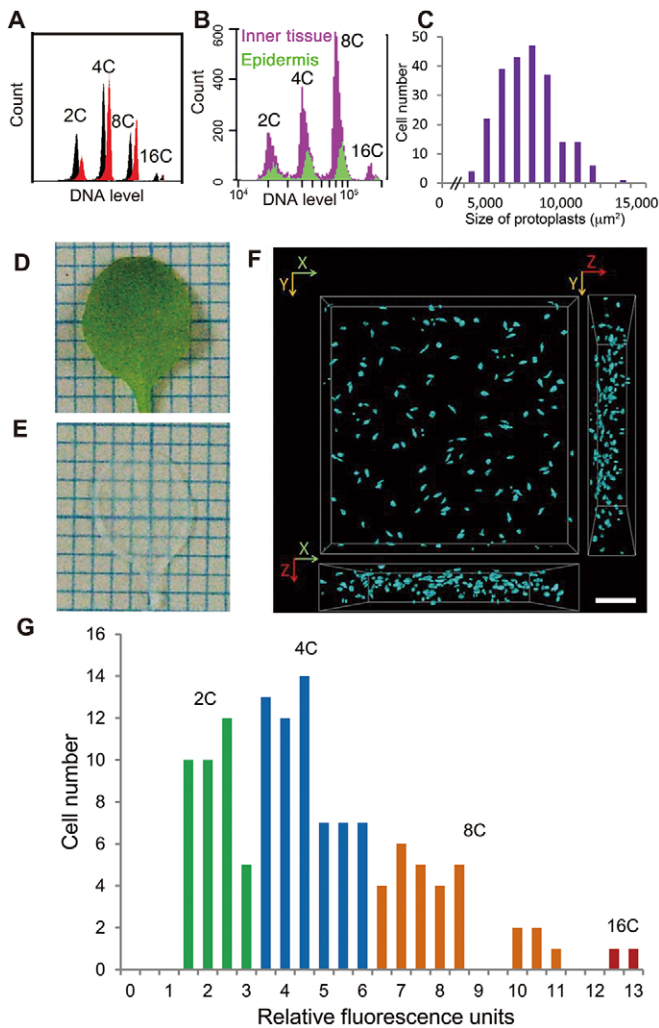 A
Count
2C
4C
8C
16C
DNA level
B
Inner tissue
Epidermis
Count
600
400
200
0
2C
4C
8C
16C
10⁴
10⁵
DNA level
C
Cell number
50
40
30
20
10
0
0
5,000
10,000
15,000
Size of protoplasts (μm²)
D
E
F
X
Y
Z
Y
X
Z
G
Cell number
16
14
12
10
8
6
4
2
0
2C
4C
8C
16C
0 1 2 3 4 5 6 7 8 9 10 11 12 13
Relative fluorescence units